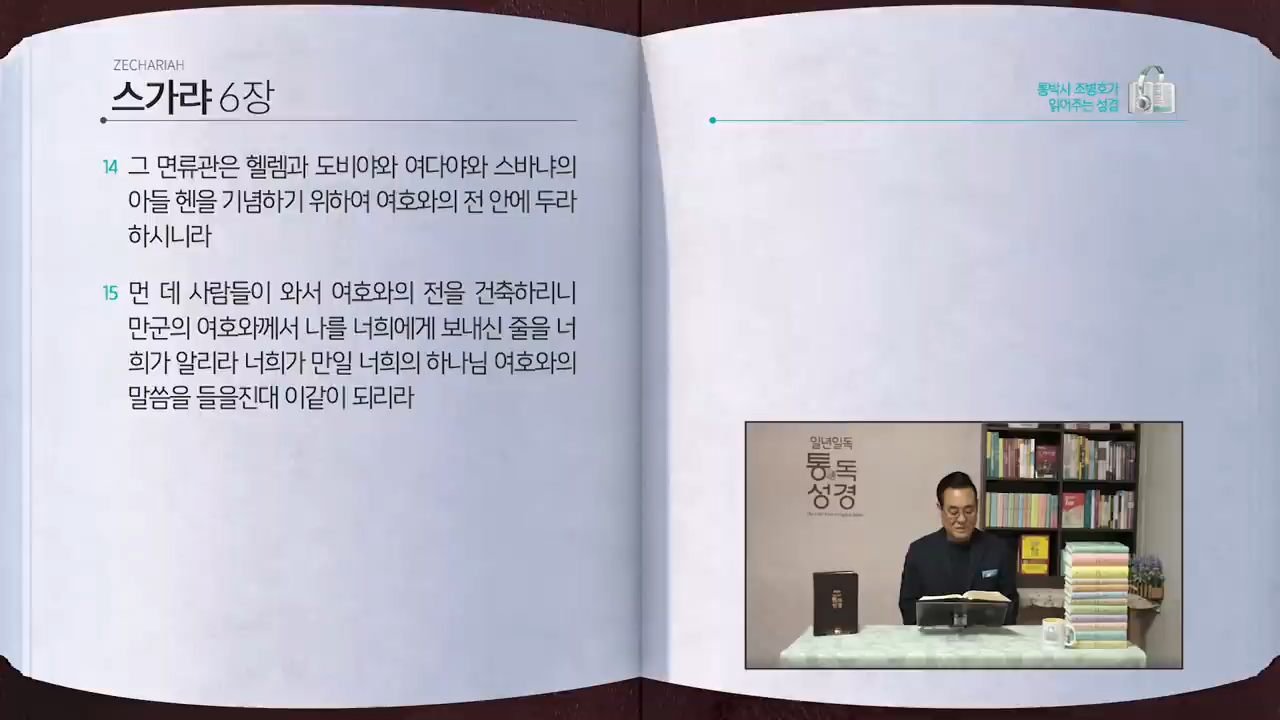 ZECHARIAH
스가랴 6장
14 그 면류관은 헬렘과 도비야와 여다야와 스바냐의
아들 헨을 기념하기 위하여 여호와의 전 안에 두라
하시니라
15 먼 데 사람들이 와서 여호와의 전을 건축하리니
만군의 여호와께서 나를 너희에게 보내신 줄을 너
희가 알리라 너희가 만일 너희의 하나님 여호와의
말씀을 들을진대 이같이 되리라
통박사 조병호가
읽어주는 성경
일년일독
통독
성경